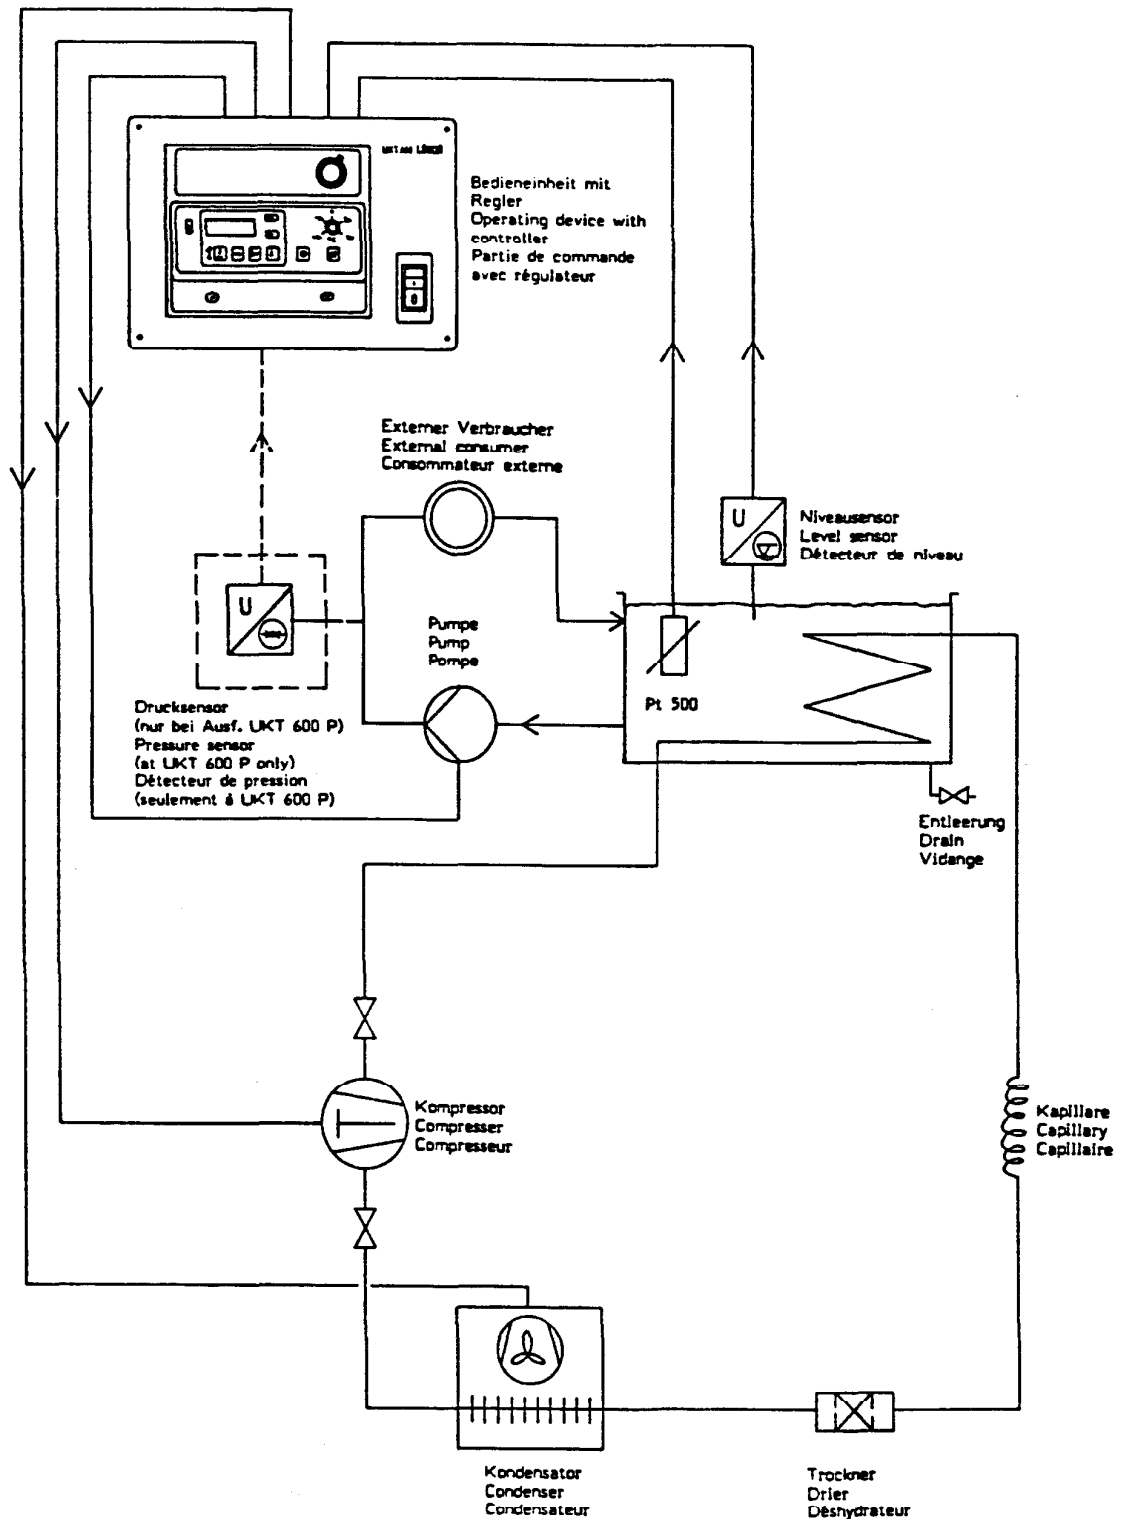 Bedieneinheit mit
Regler
Operating device with
controller
Partie de commande
avec régulateur
Externer Verbraucher
External consumer
Consommateur externe
U
Niveausensor
Level sensor
Détecteur de niveau
U
Pumpe
Pump
Pompe
Pt 500
Drucksensor
(nur bei Ausf. UKT 600 P)
Pressure sensor
(at UKT 600 P only)
Détecteur de pression
(seulement á UKT 600 P)
Entleerung
Drain
Vidange
Kompressor
Compresser
Compresseur
Kapillare
Capillary
Capillaire
Kondensator
Condenser
Condensateur
Trockner
Drier
Déshydrateur